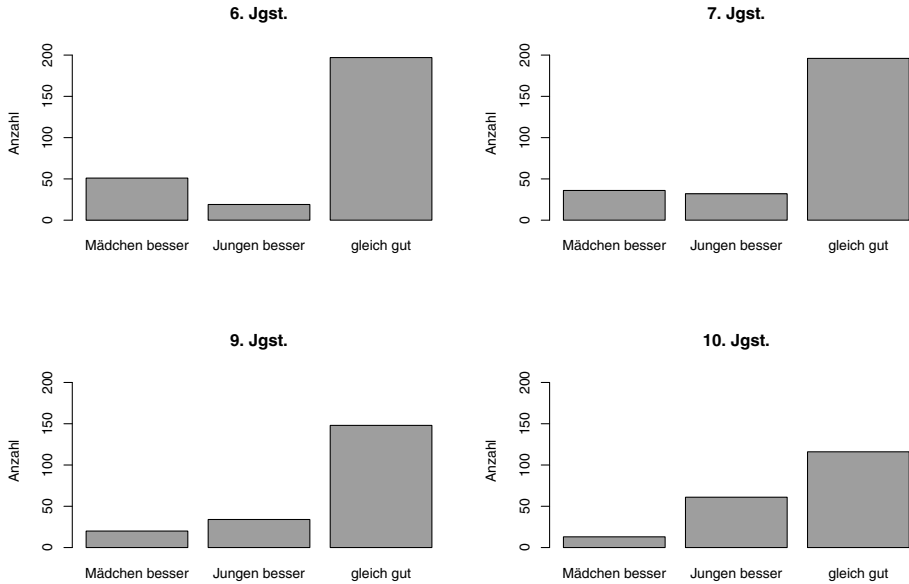 6. Jgst.
Anzahl
200
150
100
50
0
Mädchen besser Jungen besser gleich gut
7. Jgst.
Anzahl
200
150
100
50
0
Mädchen besser Jungen besser gleich gut
9. Jgst.
Anzahl
200
150
100
50
0
Mädchen besser Jungen besser gleich gut
10. Jgst.
Anzahl
200
150
100
50
0
Mädchen besser Jungen besser gleich gut